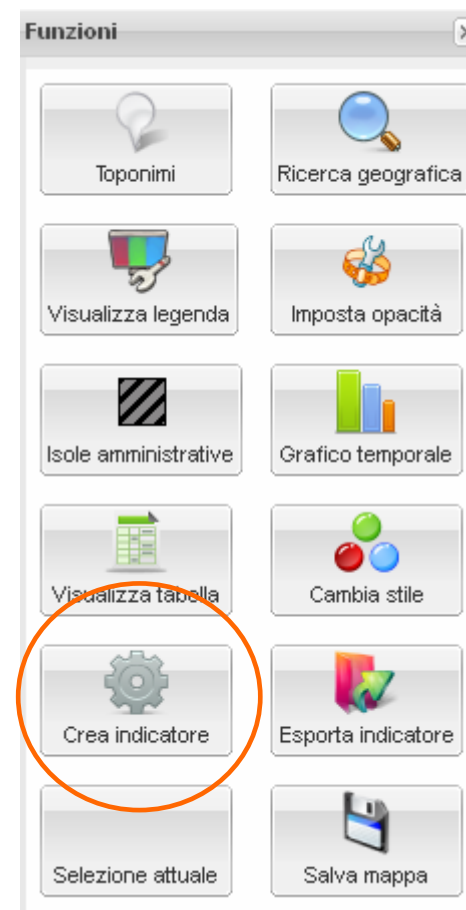 Funzioni
Toponimi
Ricerca geografica
Visualizza legenda
Imposta opacità
Isole amministrative
Grafico temporale
Visualizza tabella
Cambia stile
Crea indicatore
Esporta indicatore
Selezione attuale
Salva mappa